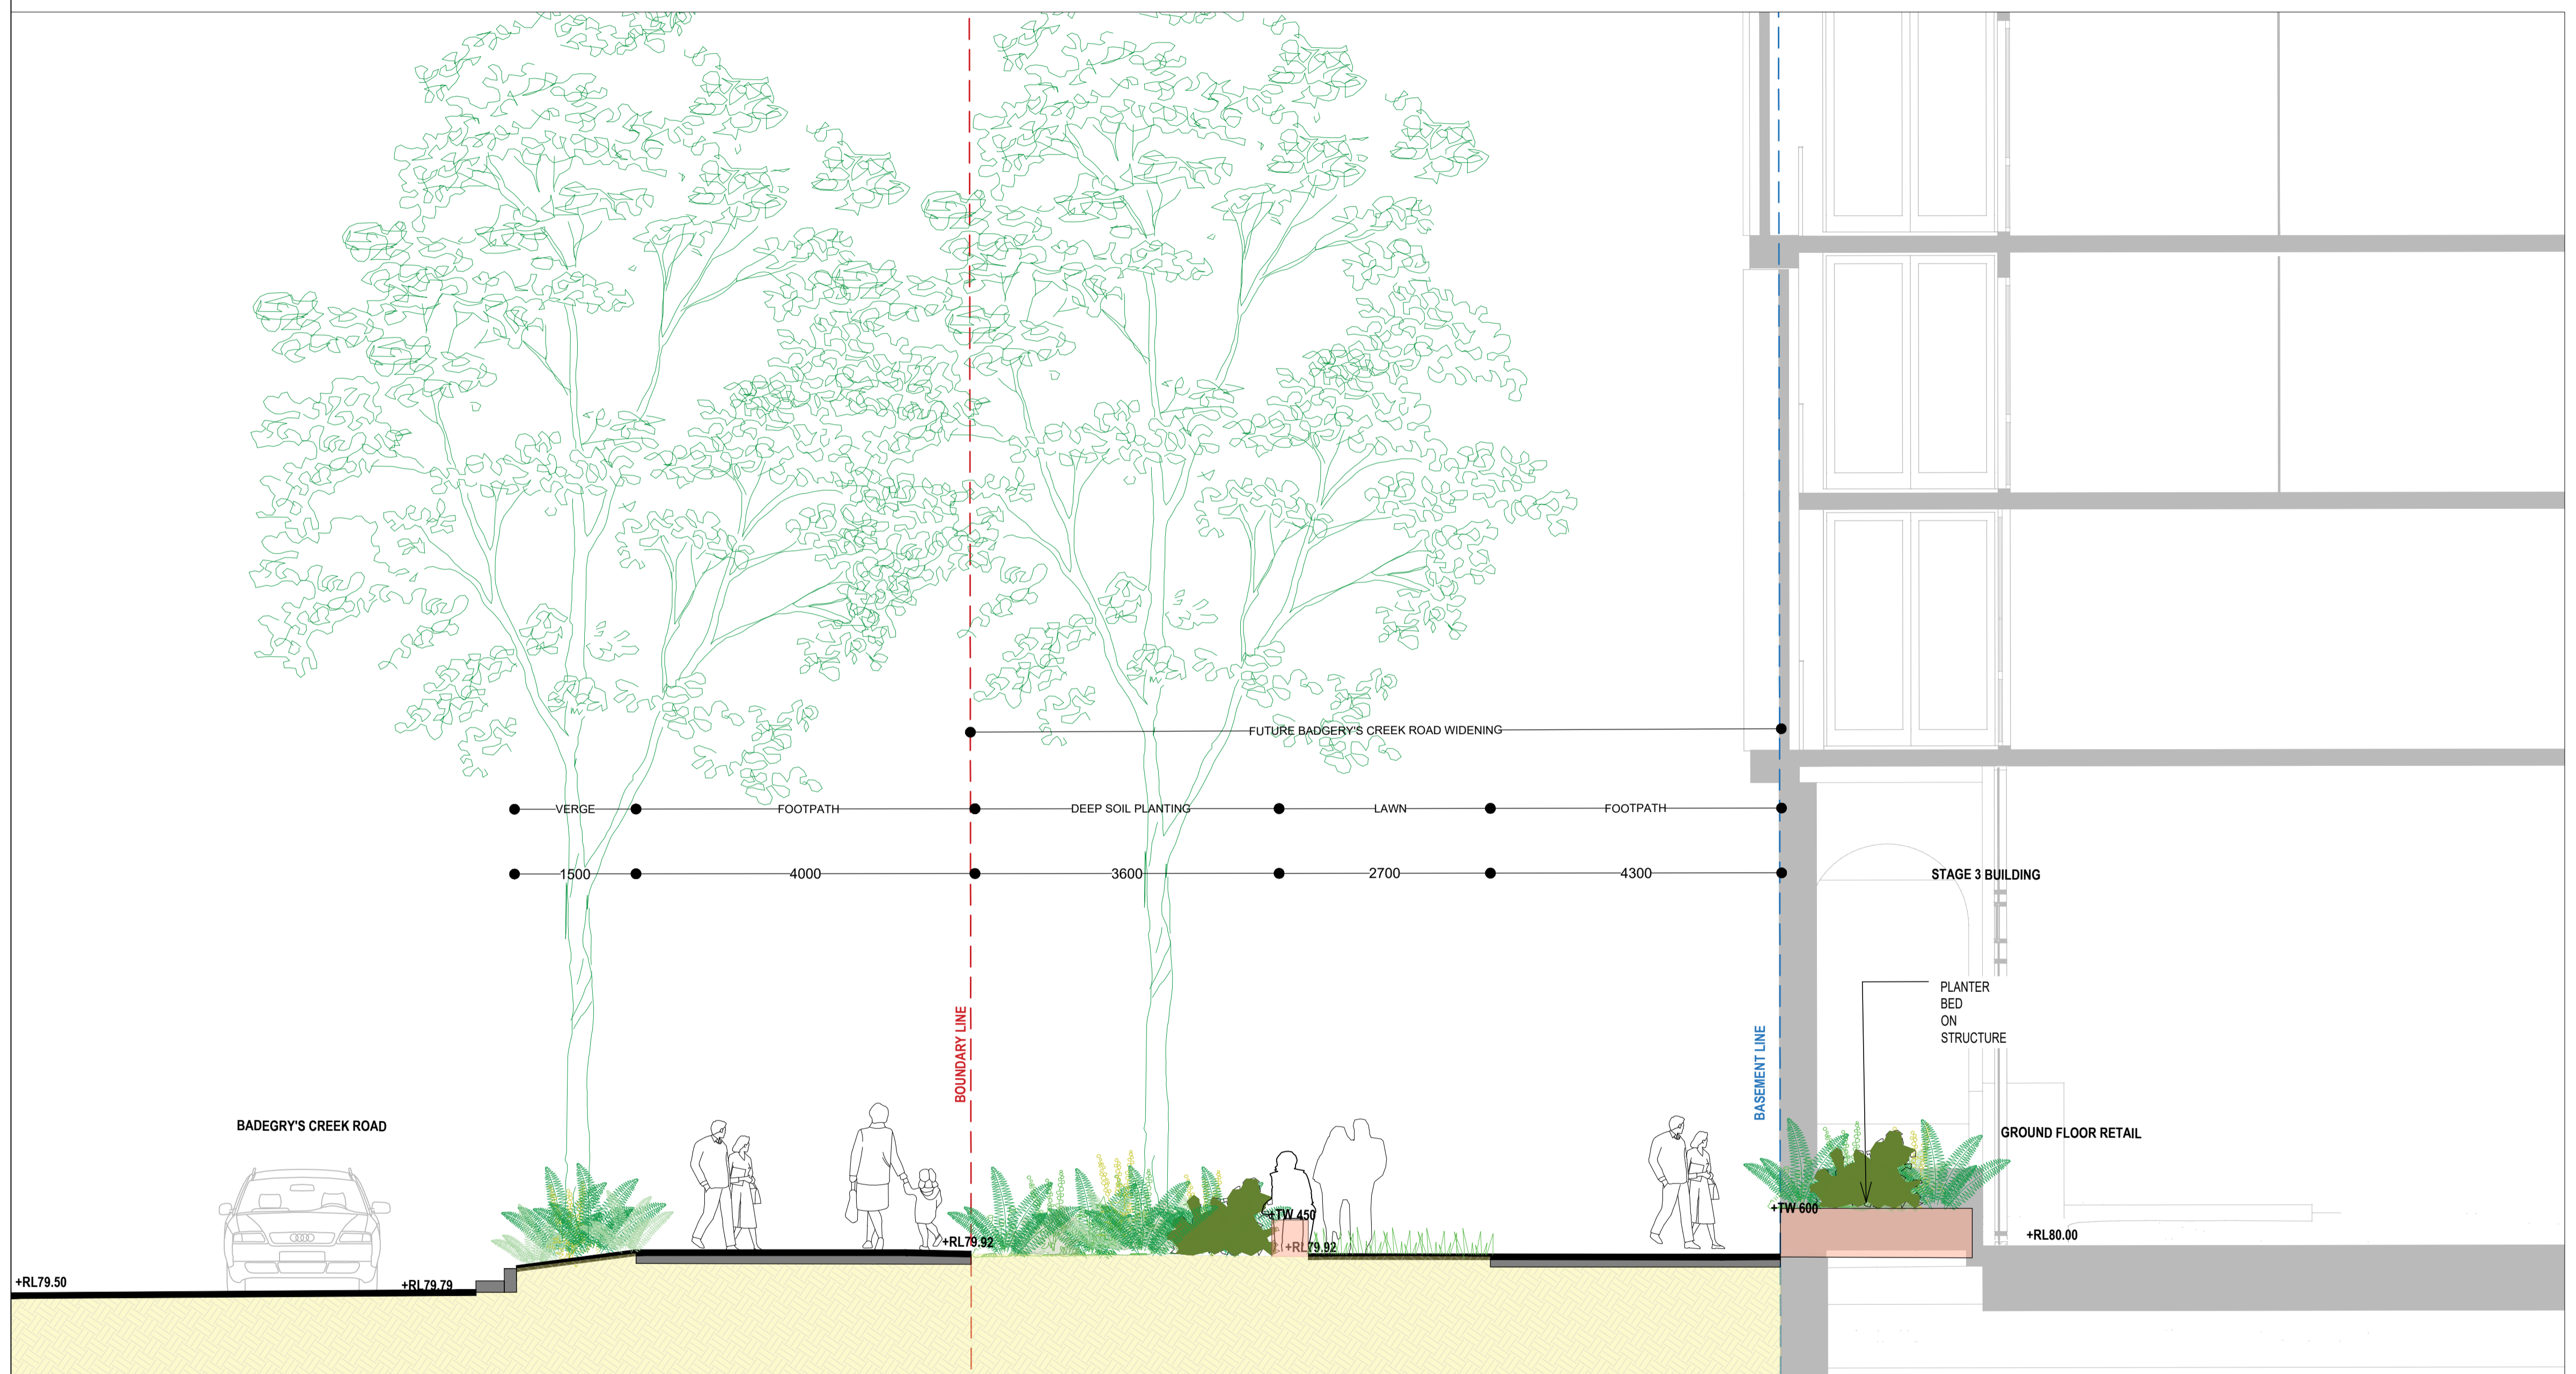 FUTURE BADGERY'S CREEK ROAD WIDENING
VERGE
FOOTPATH
DEEP SOIL PLANTING
LAWN
FOOTPATH
1500
4000
3600
2700
4300
STAGE 3 BUILDING
PLANTER
BED
ON
STRUCTURE
BOUNDARY LINE
BASEMENT LINE
BADEGRY'S CREEK ROAD
GROUND FLOOR RETAIL
+TW 450
+TW 600
+RL79.92
+RL79.92
+RL80.00
+RL79.50
+RL79.79